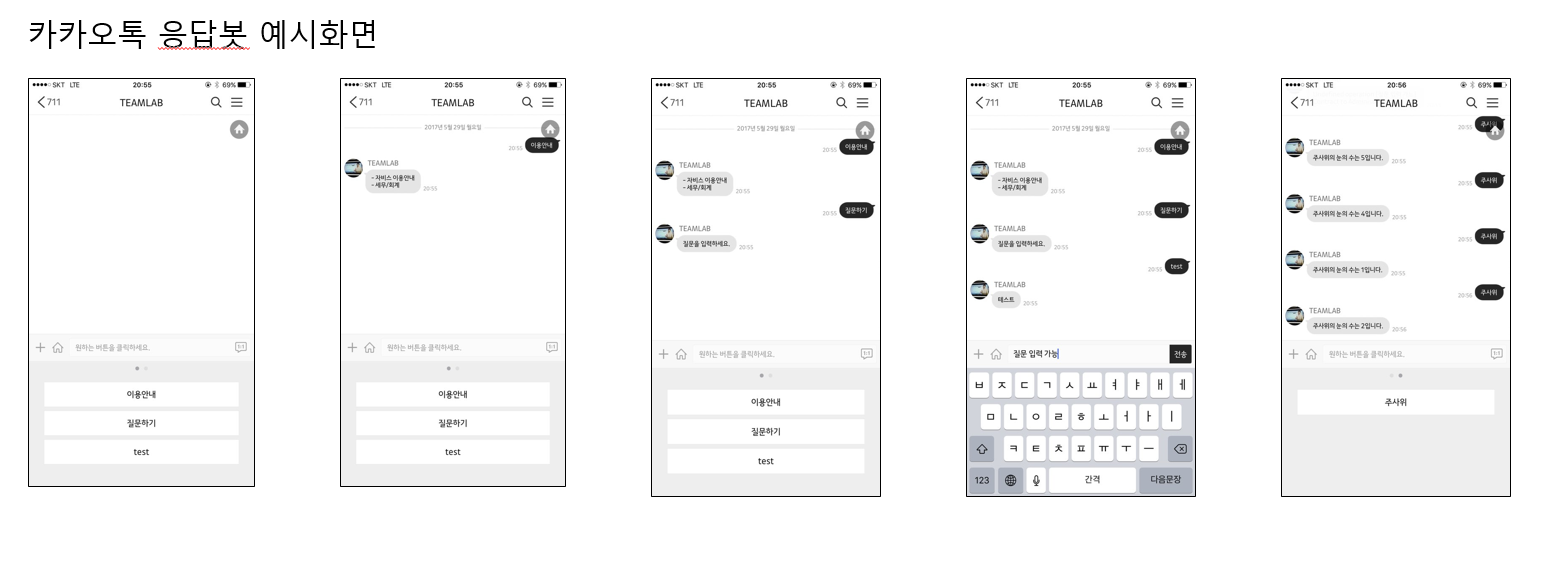 카카오톡 응답봇 예시화면
SKT LTE 20:55 69%
711 TEAMLAB
원하는 버튼을 클릭하세요. 1:1
이용안내
질문하기
test
SKT LTE 20:55 69%
711 TEAMLAB
2017년 5월 29일 월요일
20:55 이용안내
TEAMLAB
- 자비스 이용안내
- 세무/회계 20:55
원하는 버튼을 클릭하세요. 1:1
이용안내
질문하기
test
SKT LTE 20:55 69%
711 TEAMLAB
2017년 5월 29일 월요일
20:55 이용안내
TEAMLAB
- 자비스 이용안내
- 세무/회계 20:55
20:55 질문하기
TEAMLAB
질문을 입력하세요. 20:55
원하는 버튼을 클릭하세요. 1:1
이용안내
질문하기
test
SKT LTE 20:55 69%
711 TEAMLAB
2017년 5월 29일 월요일
20:55 이용안내
TEAMLAB
- 자비스 이용안내
- 세무/회계 20:55
20:55 질문하기
TEAMLAB
질문을 입력하세요. 20:55
20:55 test
TEAMLAB
테스트 20:55
질문 입력 가능 전송
ㅂ ㅈ ㄷ ㄱ ㅅ ㅛ ㅕ ㅑ ㅐ ㅔ
ㅁ ㄴ ㅇ ㄹ ㅎ ㅗ ㅓ ㅏ ㅣ
ㅋ ㅌ ㅊ ㅍ ㅠ ㅜ ㅡ
123 간격 다음문장
SKT LTE 20:56 69%
711 TEAMLAB
20:55 주사위
TEAMLAB
주사위의 눈의 수는 5입니다. 20:55
20:55 주사위
TEAMLAB
주사위의 눈의 수는 4입니다. 20:55
20:55 주사위
TEAMLAB
주사위의 눈의 수는 1입니다. 20:55
20:56 주사위
TEAMLAB
주사위의 눈의 수는 2입니다. 20:56
원하는 버튼을 클릭하세요. 1:1
주사위